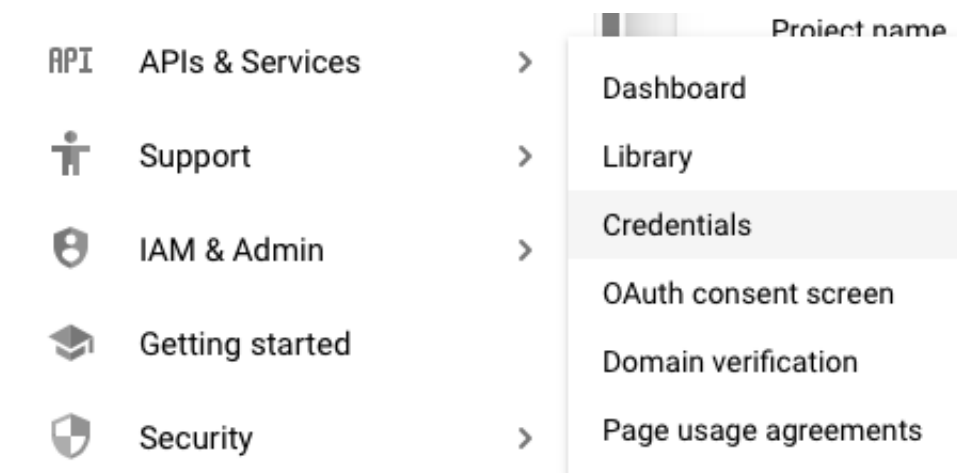 API APIs & Services
Support
IAM & Admin
Getting started
Security
Project name
Dashboard
Library
Credentials
OAuth consent screen
Domain verification
Page usage agreements